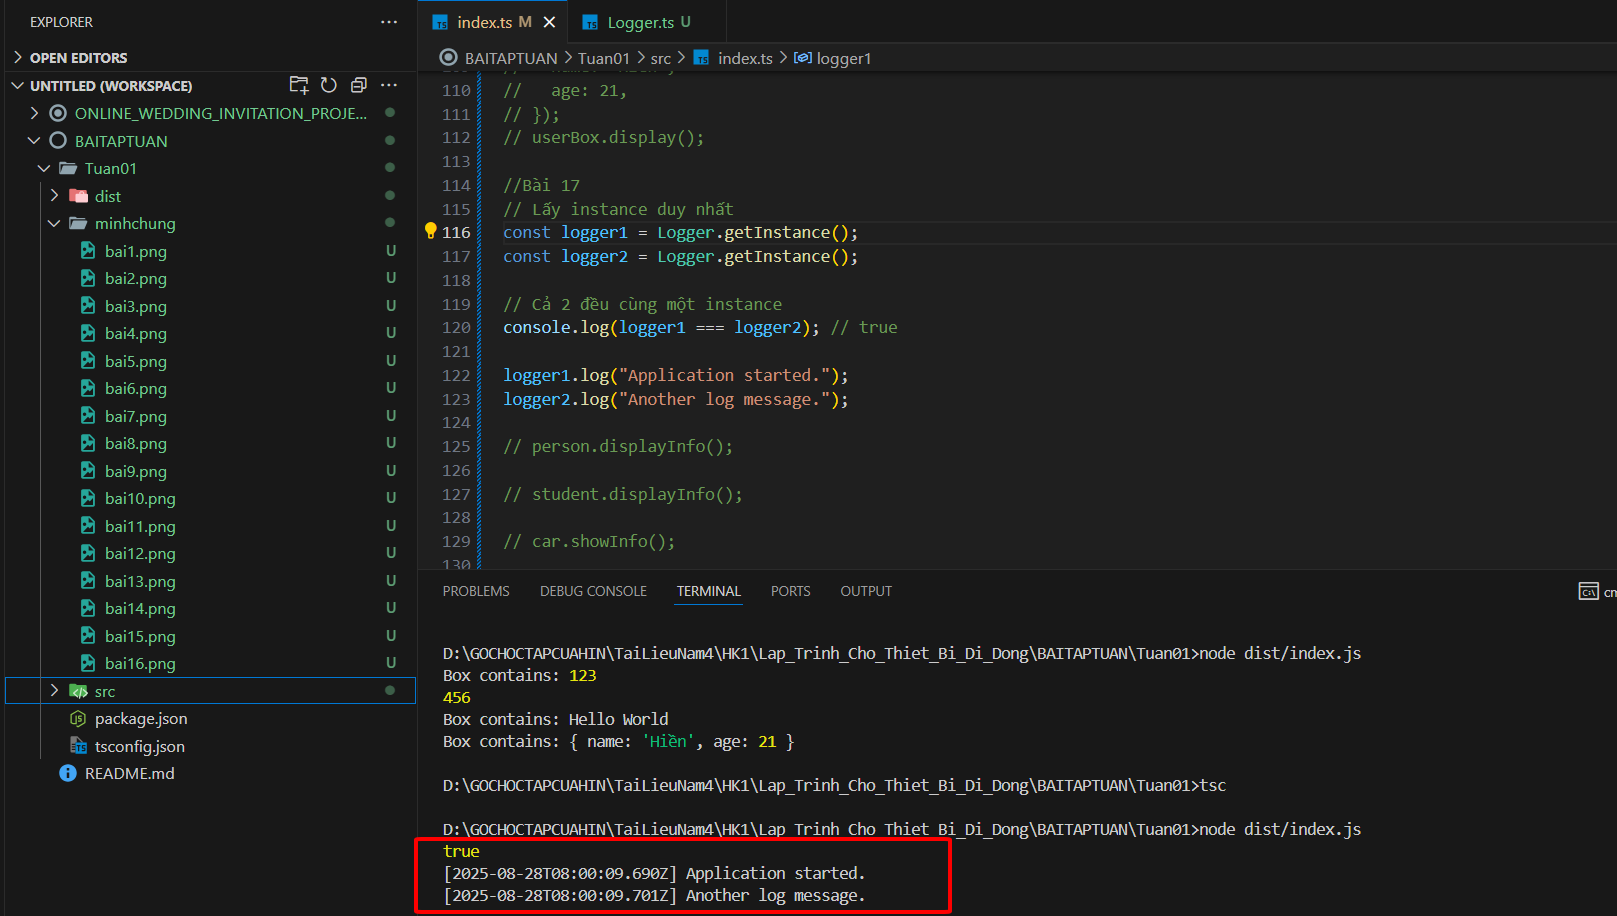 EXPLORER
OPEN EDITORS
UNTITLED (WORKSPACE)
ONLINE_WEDDING_INVITATION_PROJE...
BAITAPTUAN
Tuan01
dist
minhchung
bai1.png U
bai2.png U
bai3.png U
bai4.png U
bai5.png U
bai6.png U
bai7.png U
bai8.png U
bai9.png U
bai10.png U
bai11.png U
bai12.png U
bai13.png U
bai14.png U
bai15.png U
bai16.png U
src
package.json
tsconfig.json
README.md
index.ts M
Logger.ts U
BAITAPTUAN > Tuan01 > src > index.ts > logger1
110 //   age: 21,
111 // });
112 // userBox.display();
113
114 //Bài 17
115 // Lấy instance duy nhất
116 const logger1 = Logger.getInstance();
117 const logger2 = Logger.getInstance();
118
119 // Cả 2 đều cùng một instance
120 console.log(logger1 === logger2); // true
121
122 logger1.log("Application started.");
123 logger2.log("Another log message.");
124
125 // person.displayInfo();
126
127 // student.displayInfo();
128
129 // car.showInfo();
130
PROBLEMS DEBUG CONSOLE TERMINAL PORTS OUTPUT
D:\GOCHOCTAPCUAHIN\TaiLieuNam4\HK1\Lap_Trinh_Cho_Thiet_Bi_Di_Dong\BAITAPTUAN\Tuan01>node dist/index.js
Box contains: 123
456
Box contains: Hello World
Box contains: { name: 'Hiền', age: 21 }
D:\GOCHOCTAPCUAHIN\TaiLieuNam4\HK1\Lap_Trinh_Cho_Thiet_Bi_Di_Dong\BAITAPTUAN\Tuan01>tsc
D:\GOCHOCTAPCUAHIN\TaiLieuNam4\HK1\Lap_Trinh_Cho_Thiet_Bi_Di_Dong\BAITAPTUAN\Tuan01>node dist/index.js
true
[2025-08-28T08:00:09.690Z] Application started.
[2025-08-28T08:00:09.701Z] Another log message.